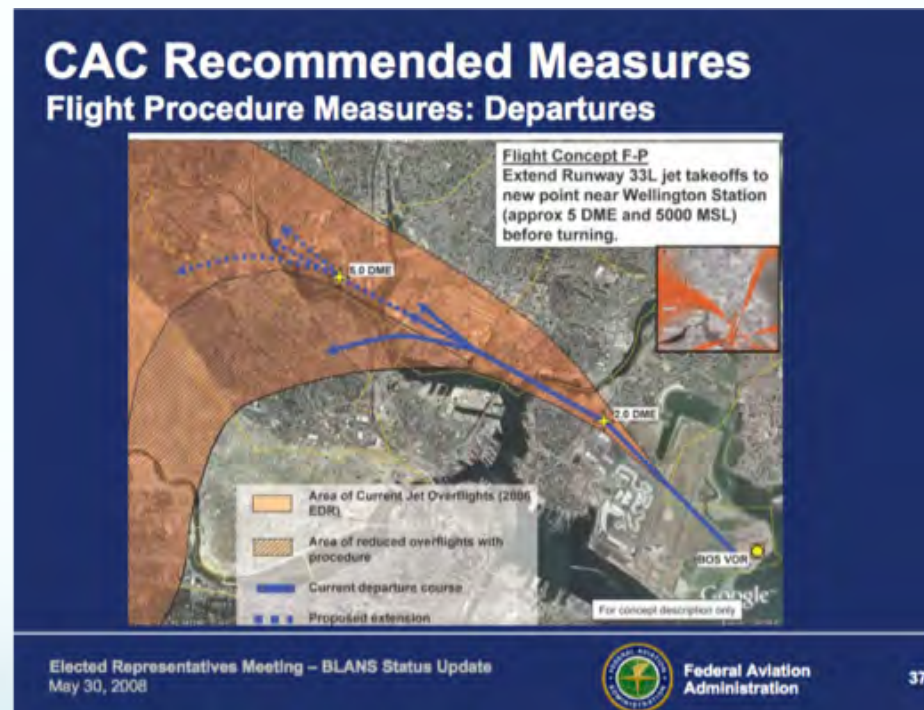 CAC Recommended Measures
Flight Procedure Measures: Departures
Flight Concept F-P
Extend Runway 33L jet takeoffs to
new point near Wellington Station
(approx 5 DME and 5000 MSL)
before turning.
5.0 DME
2.0 DME
BOS VOR
Area of Current Jet Overflights (2006
EDR)
Area of reduced overflights with
procedure
Current departure course
Proposed extension
Google
For concept description only
Elected Representatives Meeting – BLANS Status Update
May 30, 2008
Federal Aviation
Administration
37